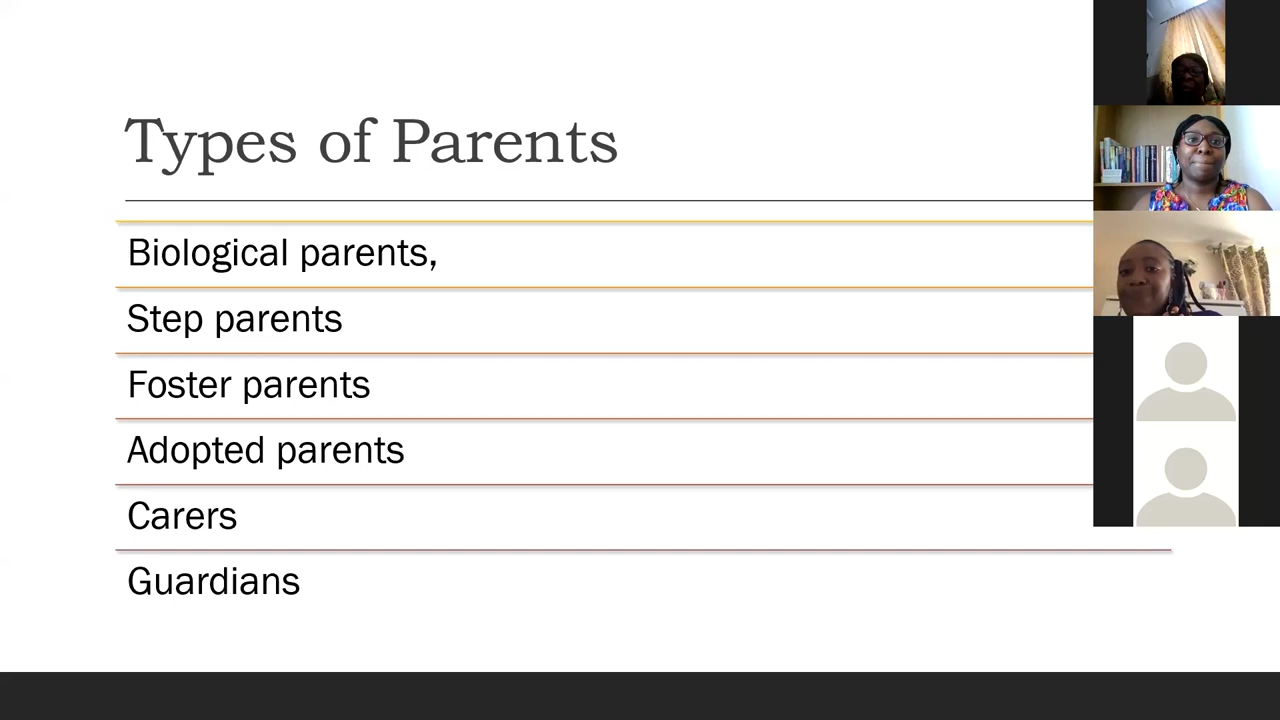 Types of Parents
Biological parents,
Step parents
Foster parents
Adopted parents
Carers
Guardians